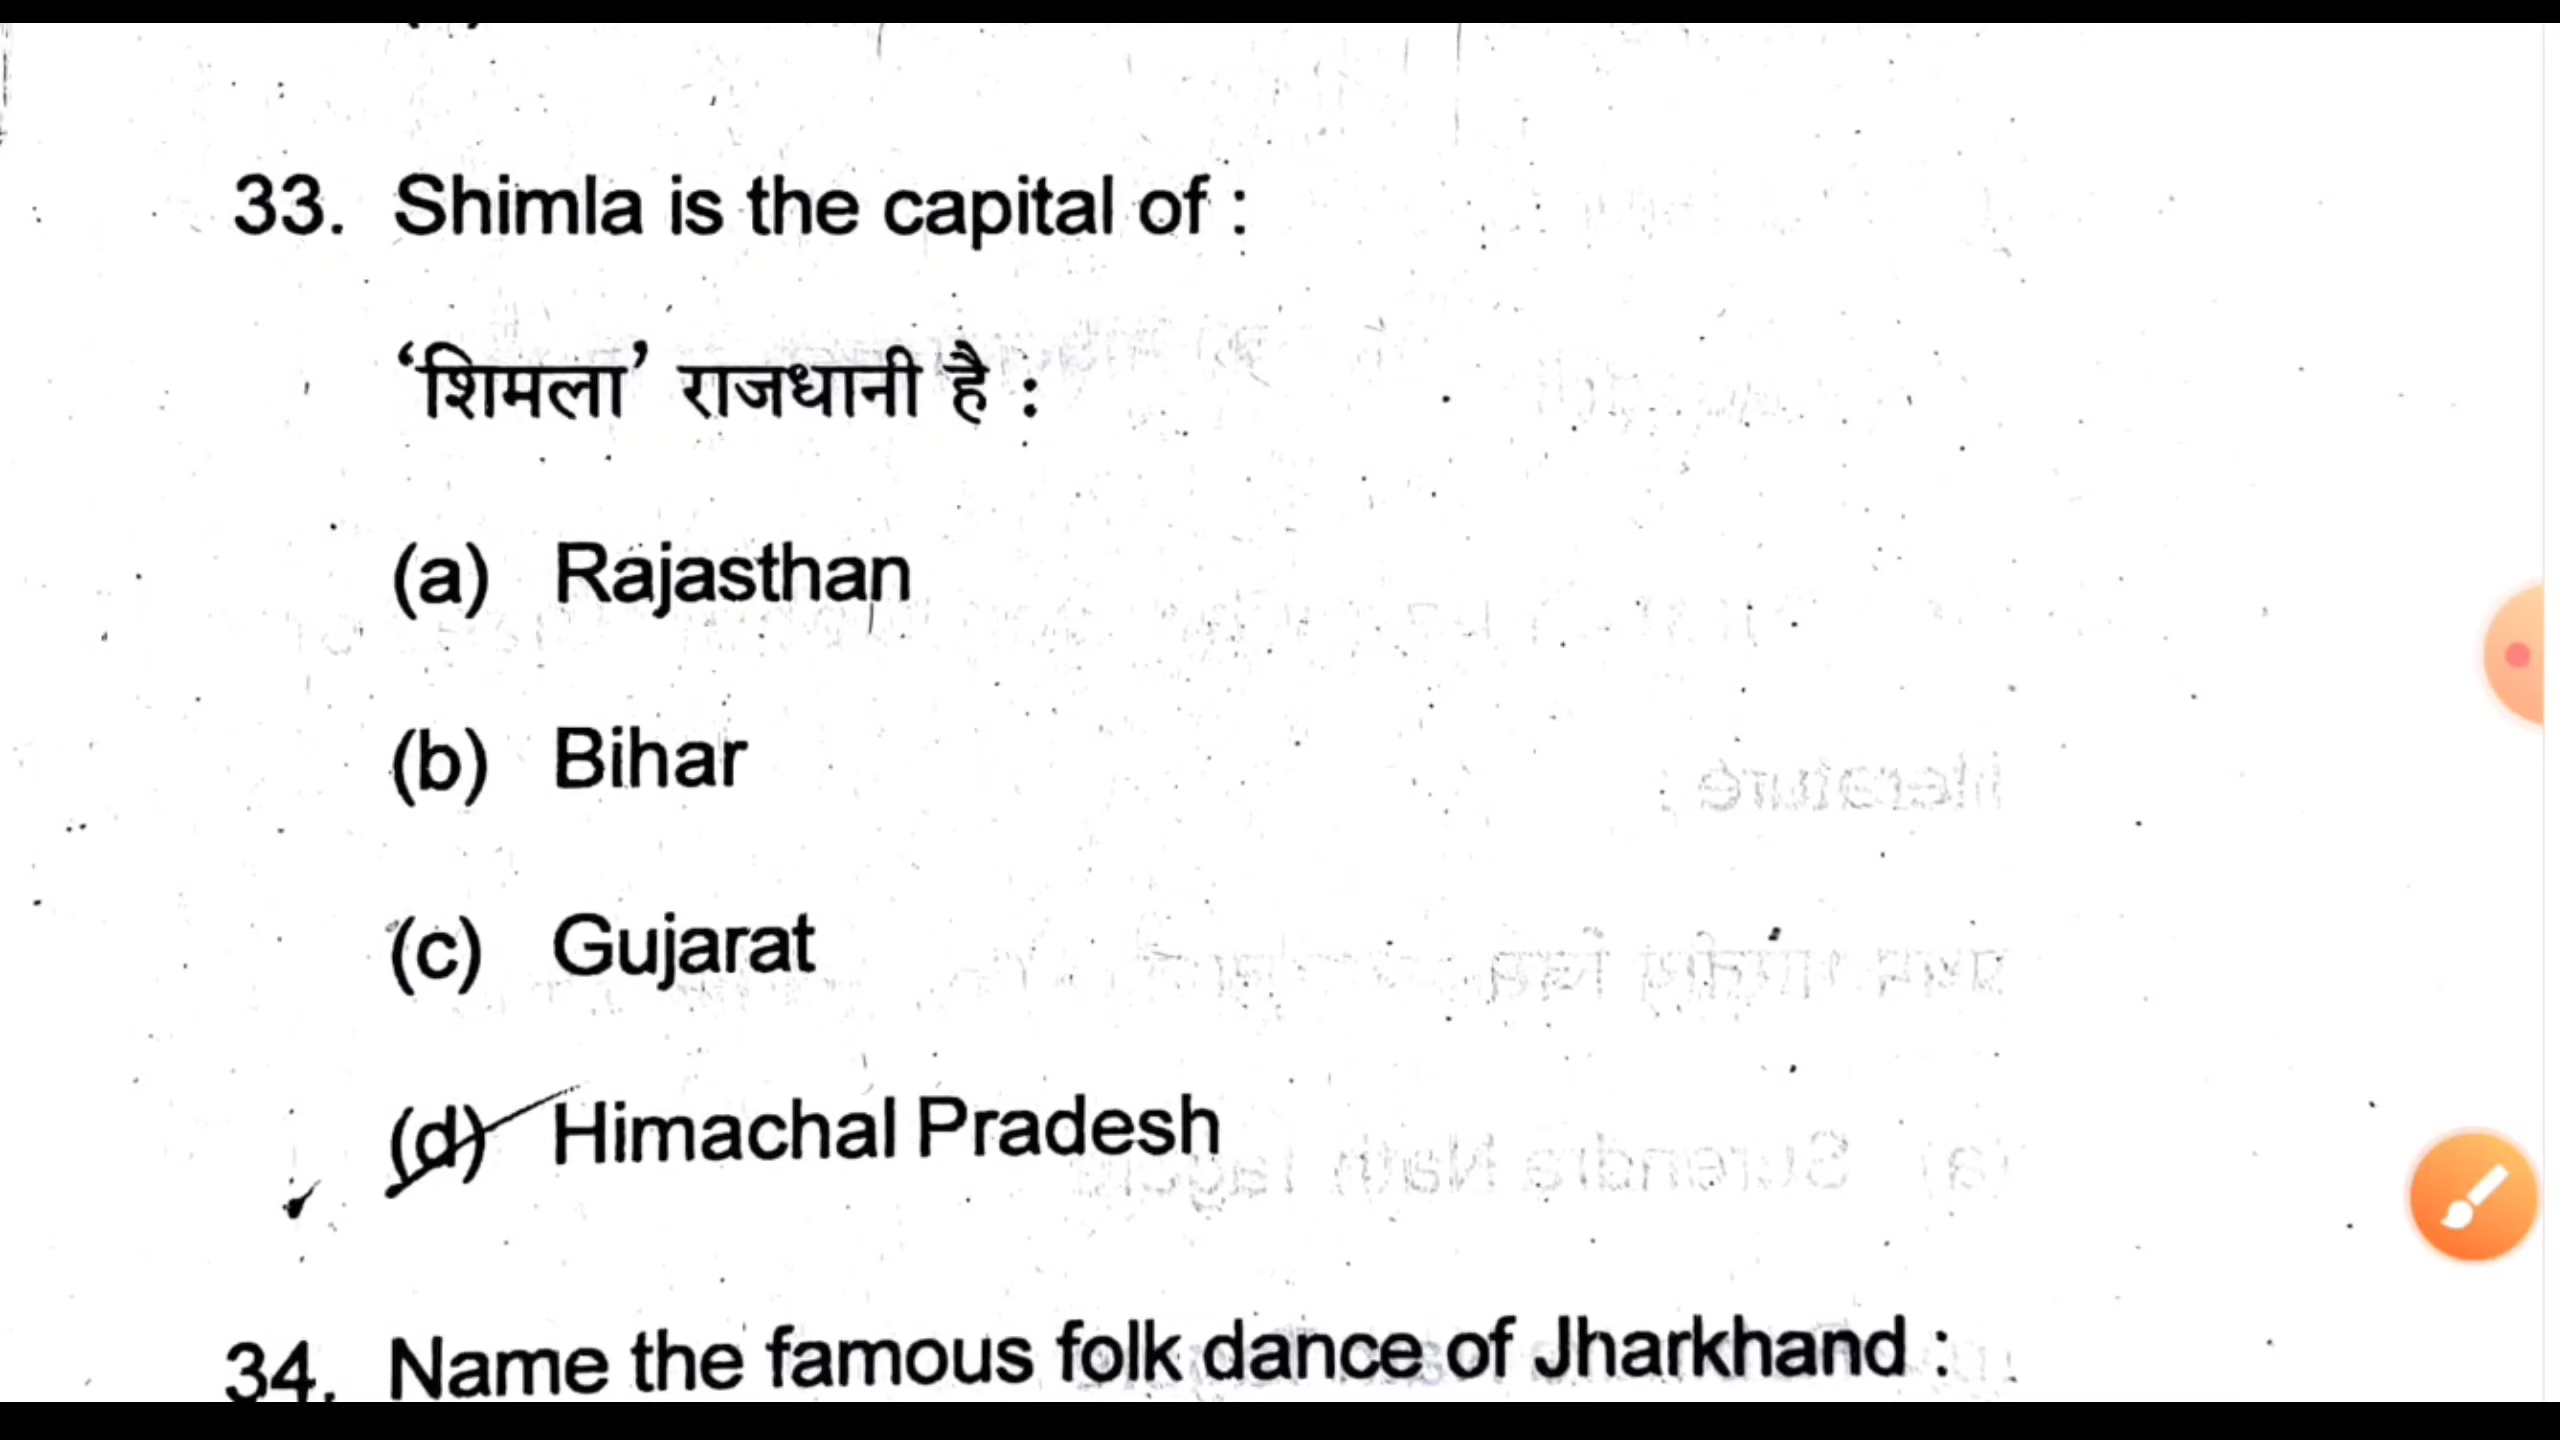 33. Shimla is the capital of :
‘शिमला’ राजधानी है :
(a) Rajasthan
(b) Bihar
(c) Gujarat
(d) Himachal Pradesh
34. Name the famous folk dance of Jharkhand :